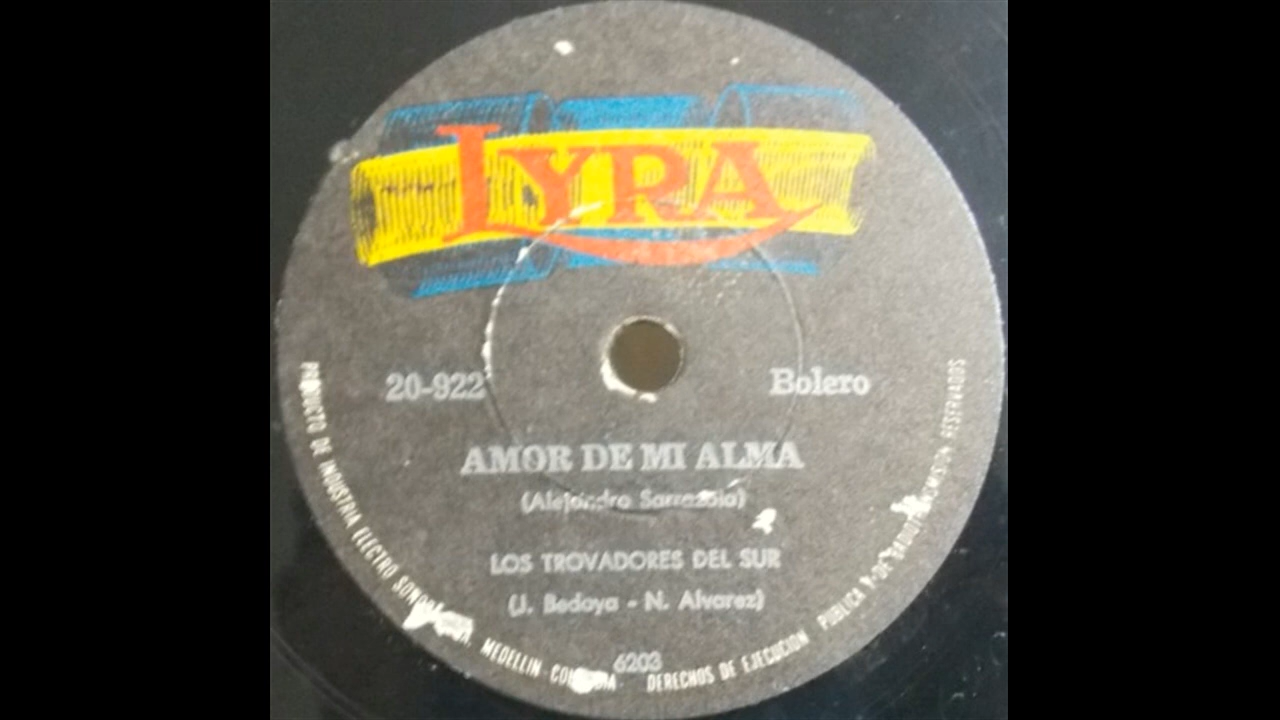 LYRA
20-922
Bolero
AMOR DE MI ALMA
(Alejandro Sarrazola)
LOS TROVADORES DEL SUR
(J. Bedoya - N. Alvarez)
6203
PRODUCTO DE INDUSTRIA ELECTRO SONORA MEDELLIN COLOMBIA DERECHOS DE EJECUCION PUBLICA Y DE RADIO RESERVADOS